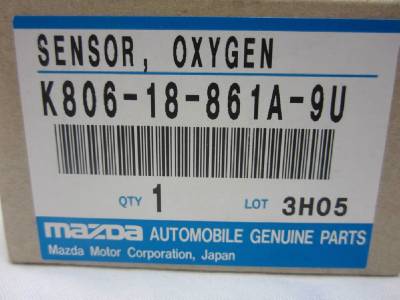 SENSOR, OXYGEN
K806-18-861A-9U
QTY 1 LOT 3H05
mazda AUTOMOBILE GENUINE PARTS
Mazda Motor Corporation, Japan